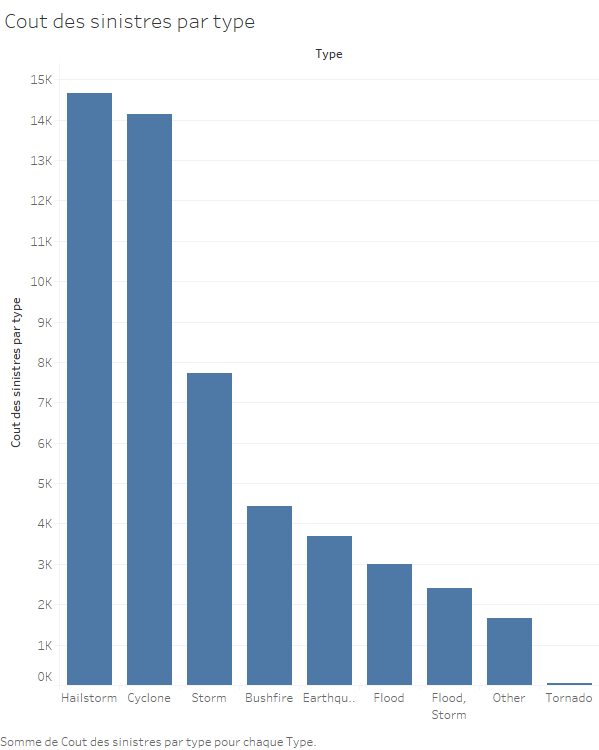 Cout des sinistres par type
Type
Cout des sinistres par type
15K
14K
13K
12K
11K
10K
9K
8K
7K
6K
5K
4K
3K
2K
1K
0K
Hailstorm Cyclone Storm Bushfire Earthqu.. Flood Flood, Other Tornado
Storm
Somme de Cout des sinistres par type pour chaque Type.